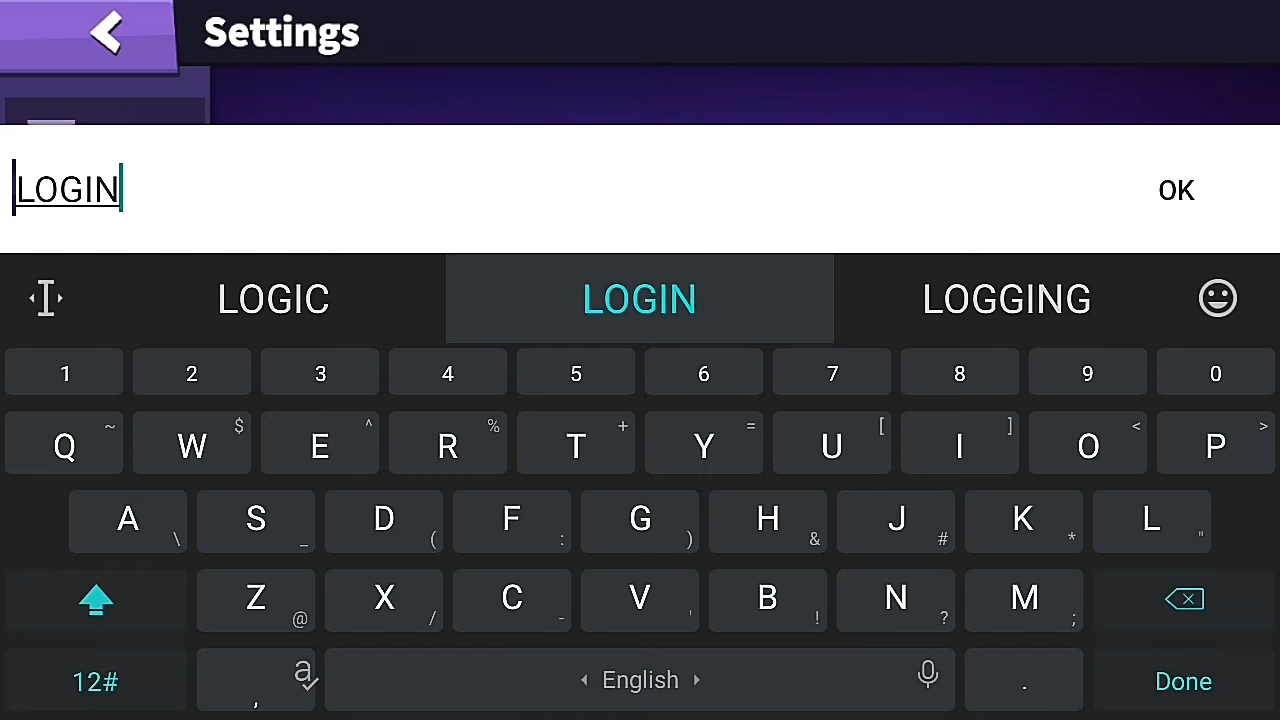 Settings
LOGIN
OK
LOGIC LOGIN LOGGING
1 2 3 4 5 6 7 8 9 0
Q ~ W $ E ^ R % T + Y = U [ I ] O < P >
A \ S _ D ( F : G ) H & J # K * L "
Z @ X / C - V ' B ! N ? M ;
12# , a English . Done